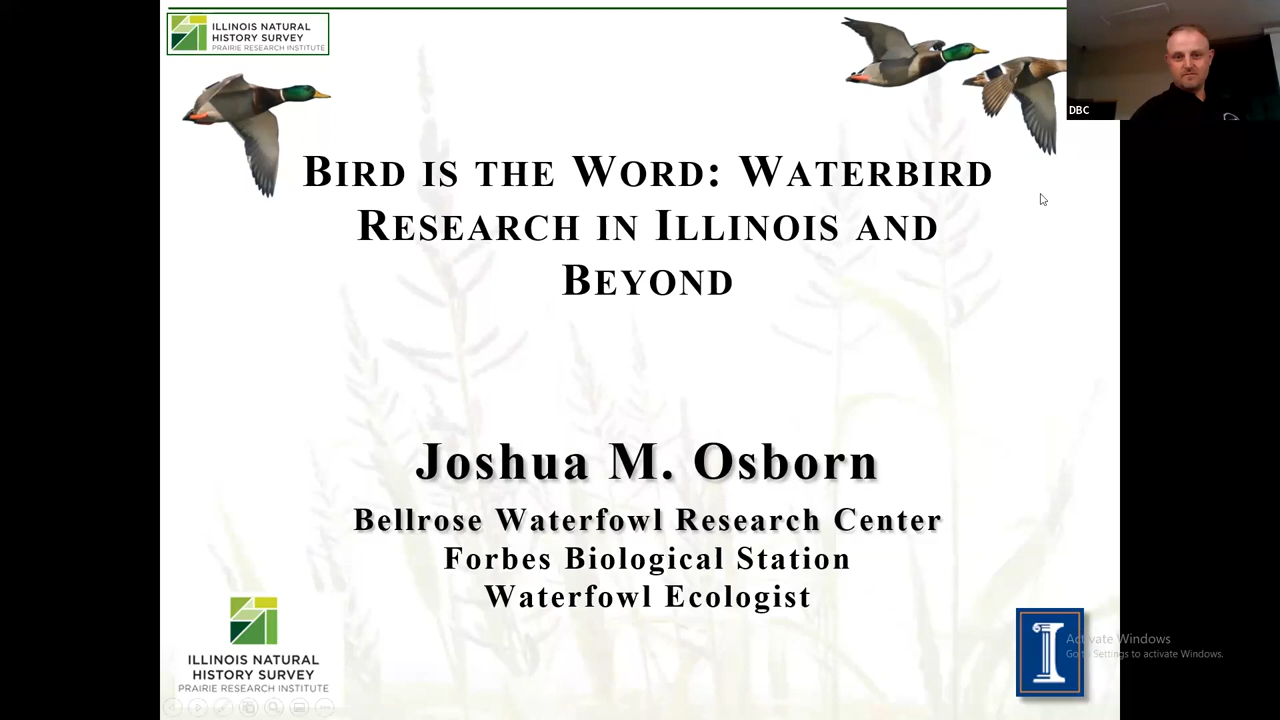 ILLINOIS NATURAL
HISTORY SURVEY
PRAIRIE RESEARCH INSTITUTE
DBC
BIRD IS THE WORD: WATERBIRD
RESEARCH IN ILLINOIS AND
BEYOND
Joshua M. Osborn
Bellrose Waterfowl Research Center
Forbes Biological Station
Waterfowl Ecologist
ILLINOIS NATURAL
HISTORY SURVEY
PRAIRIE RESEARCH INSTITUTE
I
Activate Windows
Go to Settings to activate Windows.